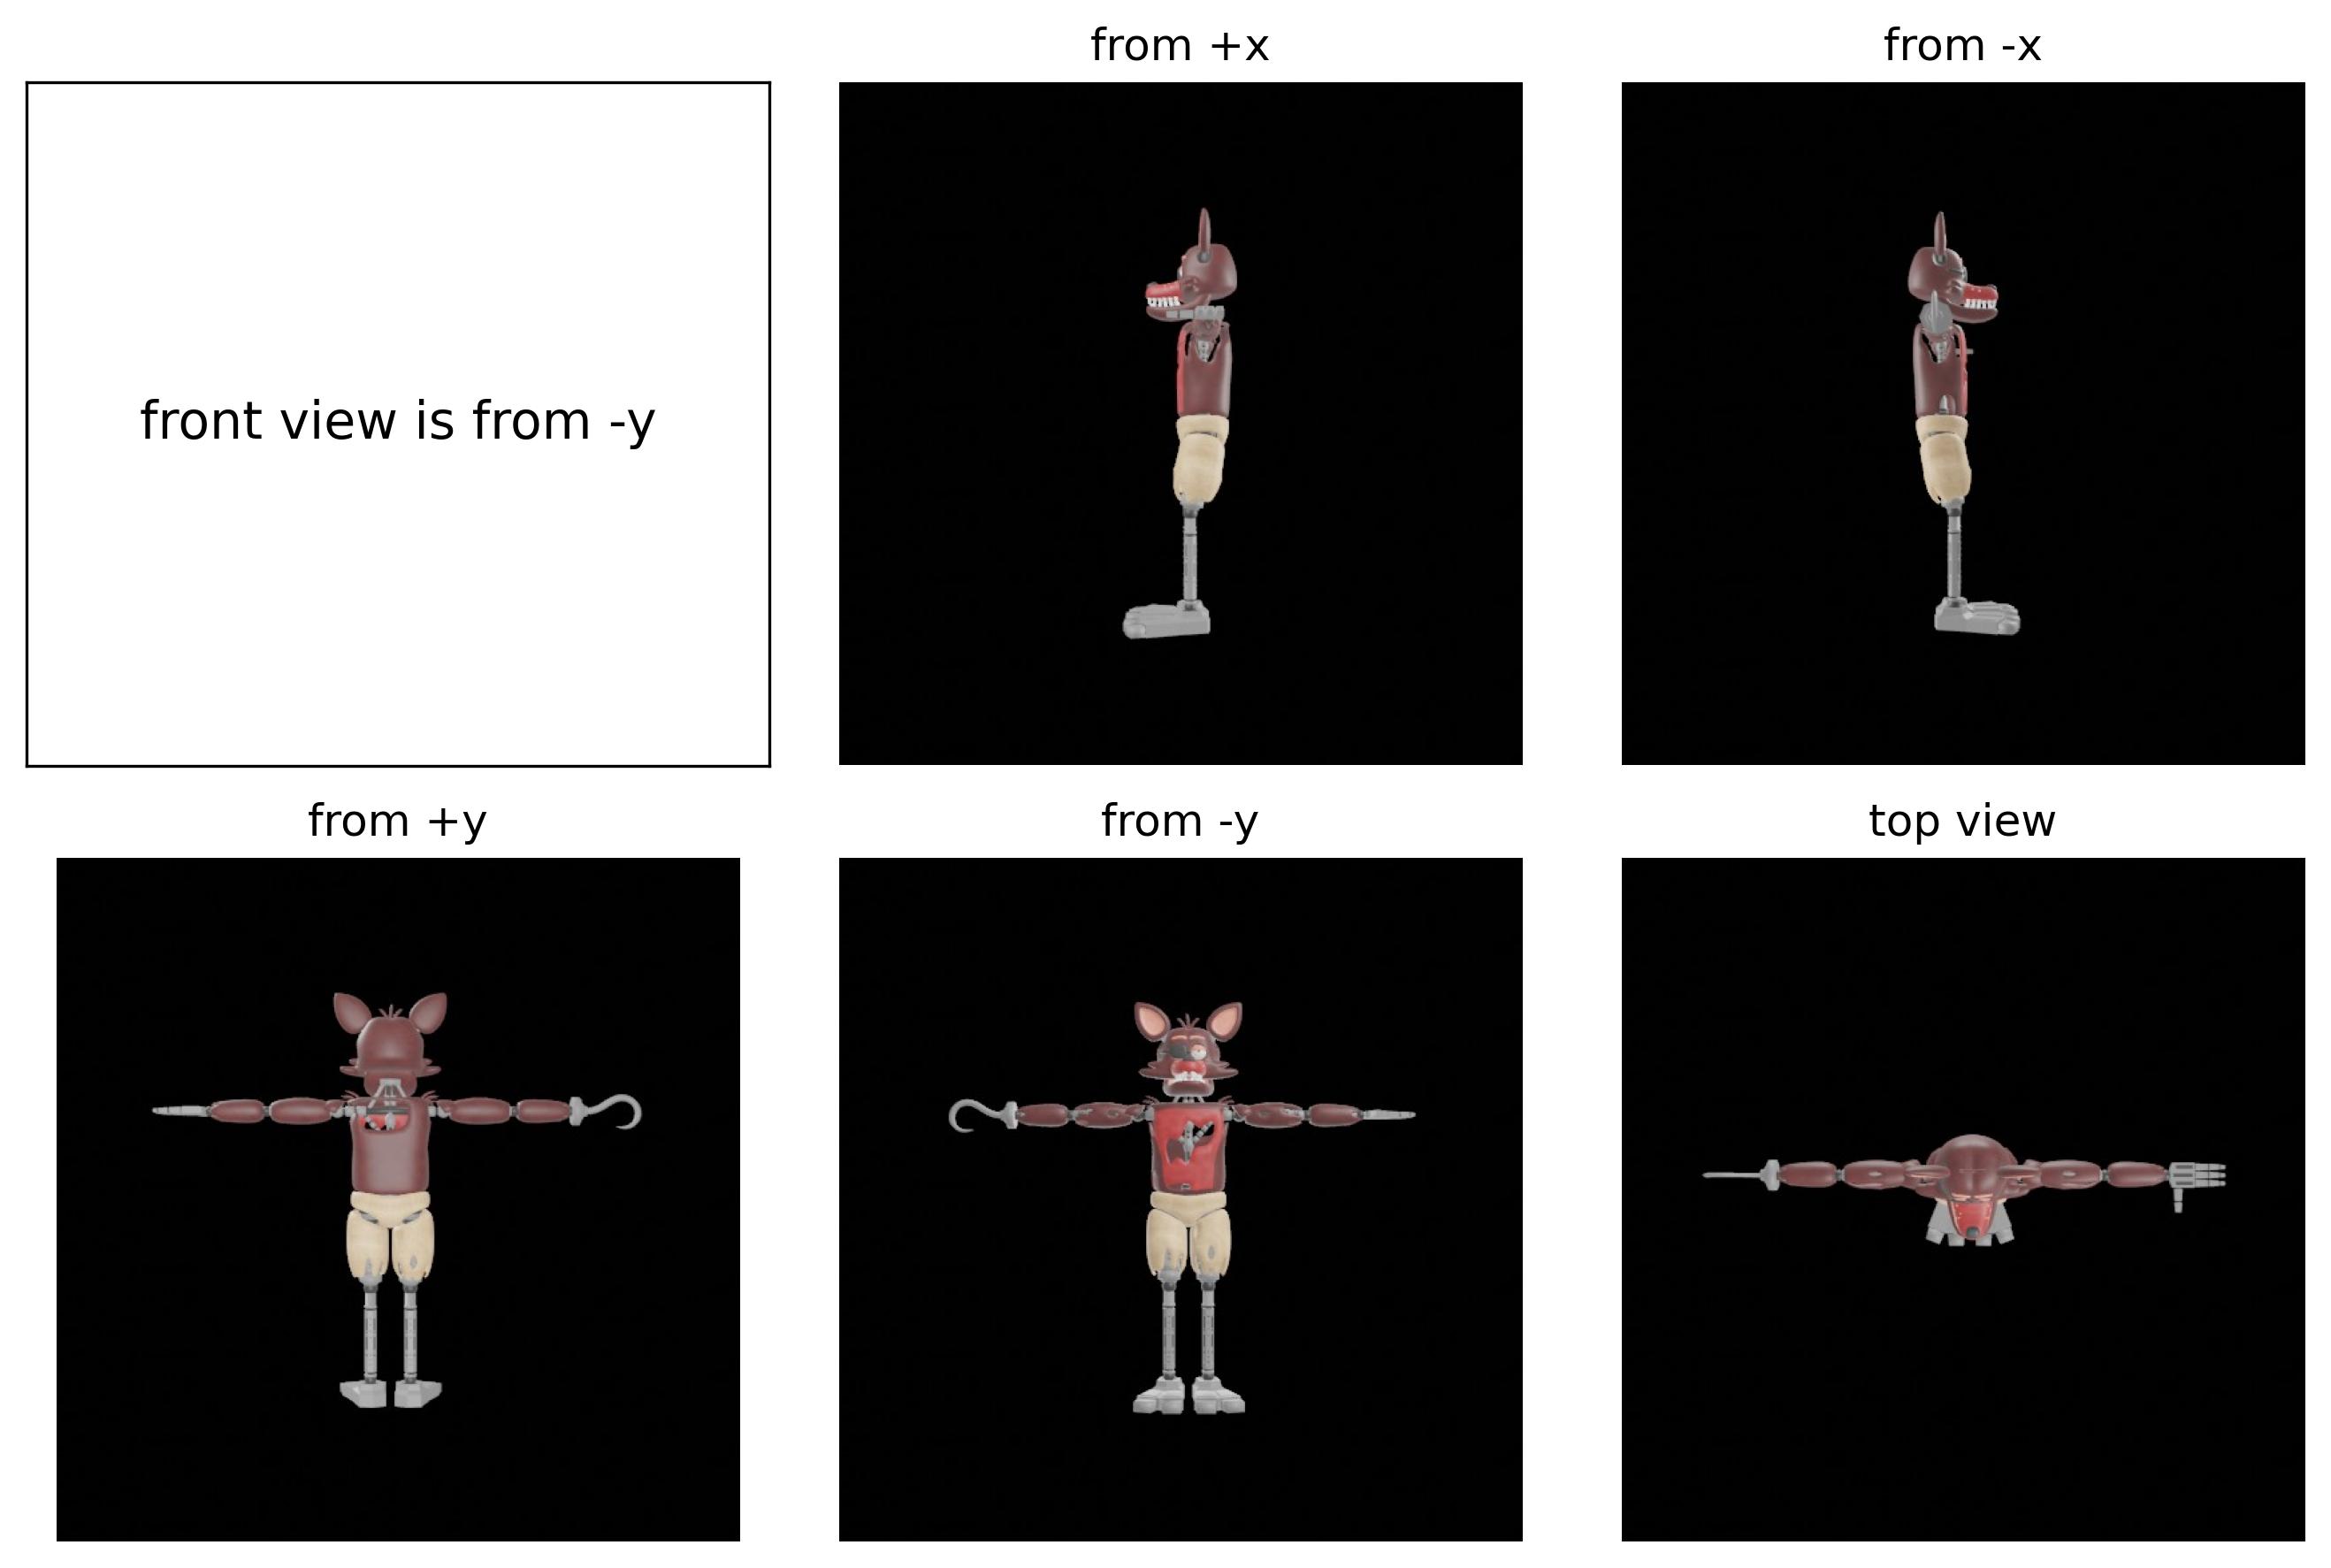 from +x
from -x
front view is from -y
from +y
from -y
top view